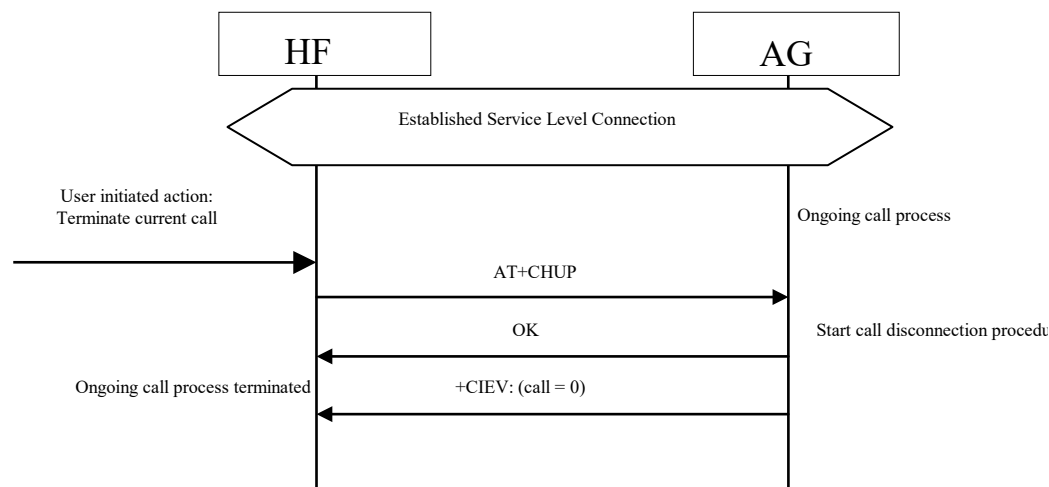 HF
AG
Established Service Level Connection
User initiated action:
Terminate current call
Ongoing call process
AT+CHUP
OK
Start call disconnection procedu
Ongoing call process terminated
+CIEV: (call = 0)